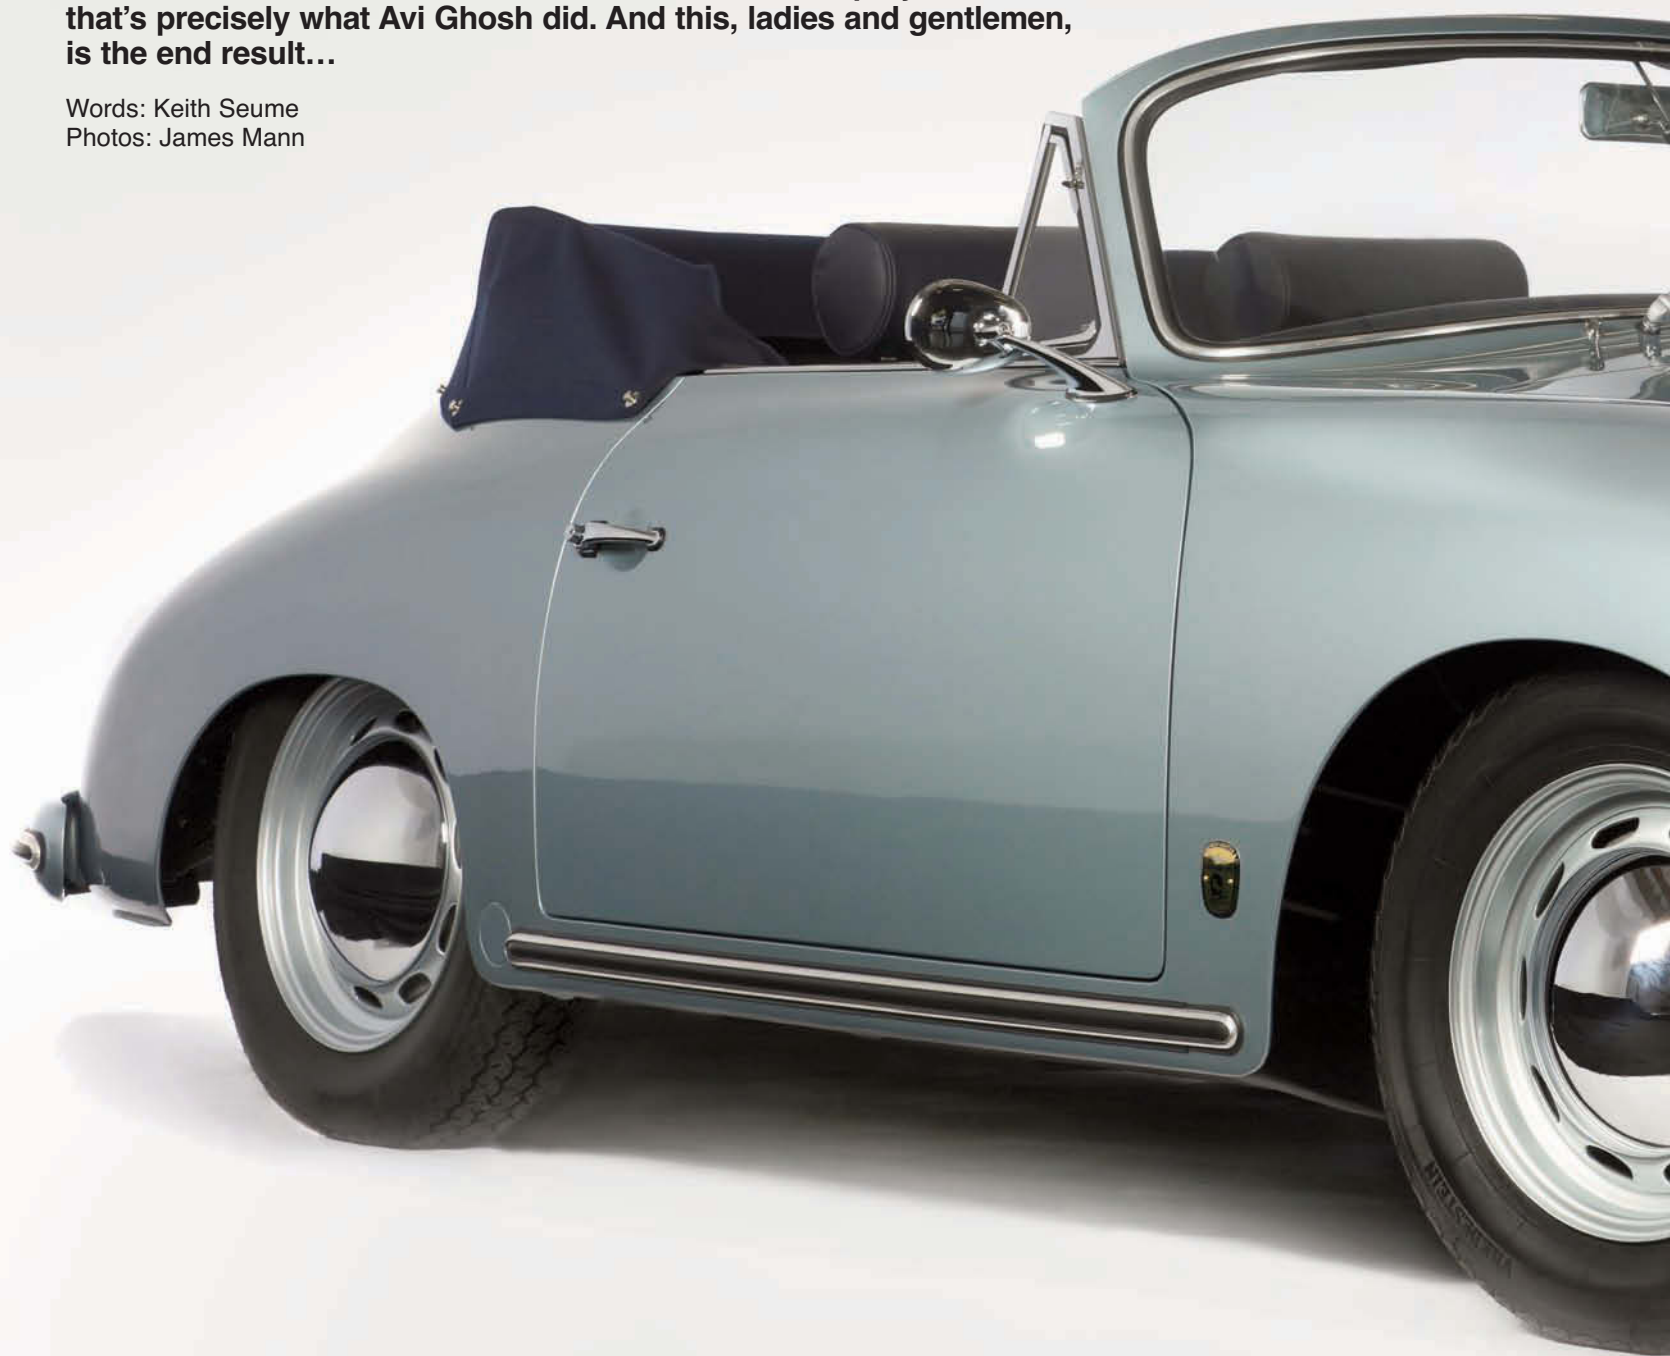 that’s precisely what Avi Ghosh did. And this, ladies and gentlemen,
is the end result…
Words: Keith Seume
Photos: James Mann